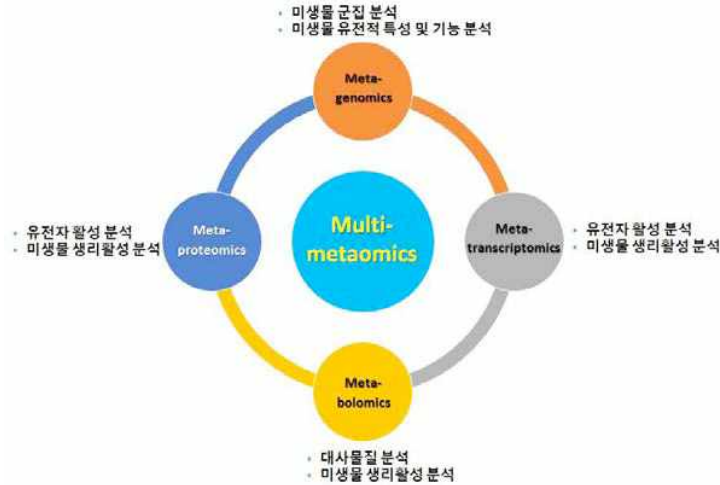 • 미생물 군집 분석
• 미생물 유전적 특성 및 기능 분석
Meta-
genomics
• 유전자 활성 분석
• 미생물 생리활성 분석
Meta-
proteomics
Multi-
metaomics
Meta-
transcriptomics
• 유전자 활성 분석
• 미생물 생리활성 분석
Meta-
bolomics
• 대사물질 분석
• 미생물 생리활성 분석